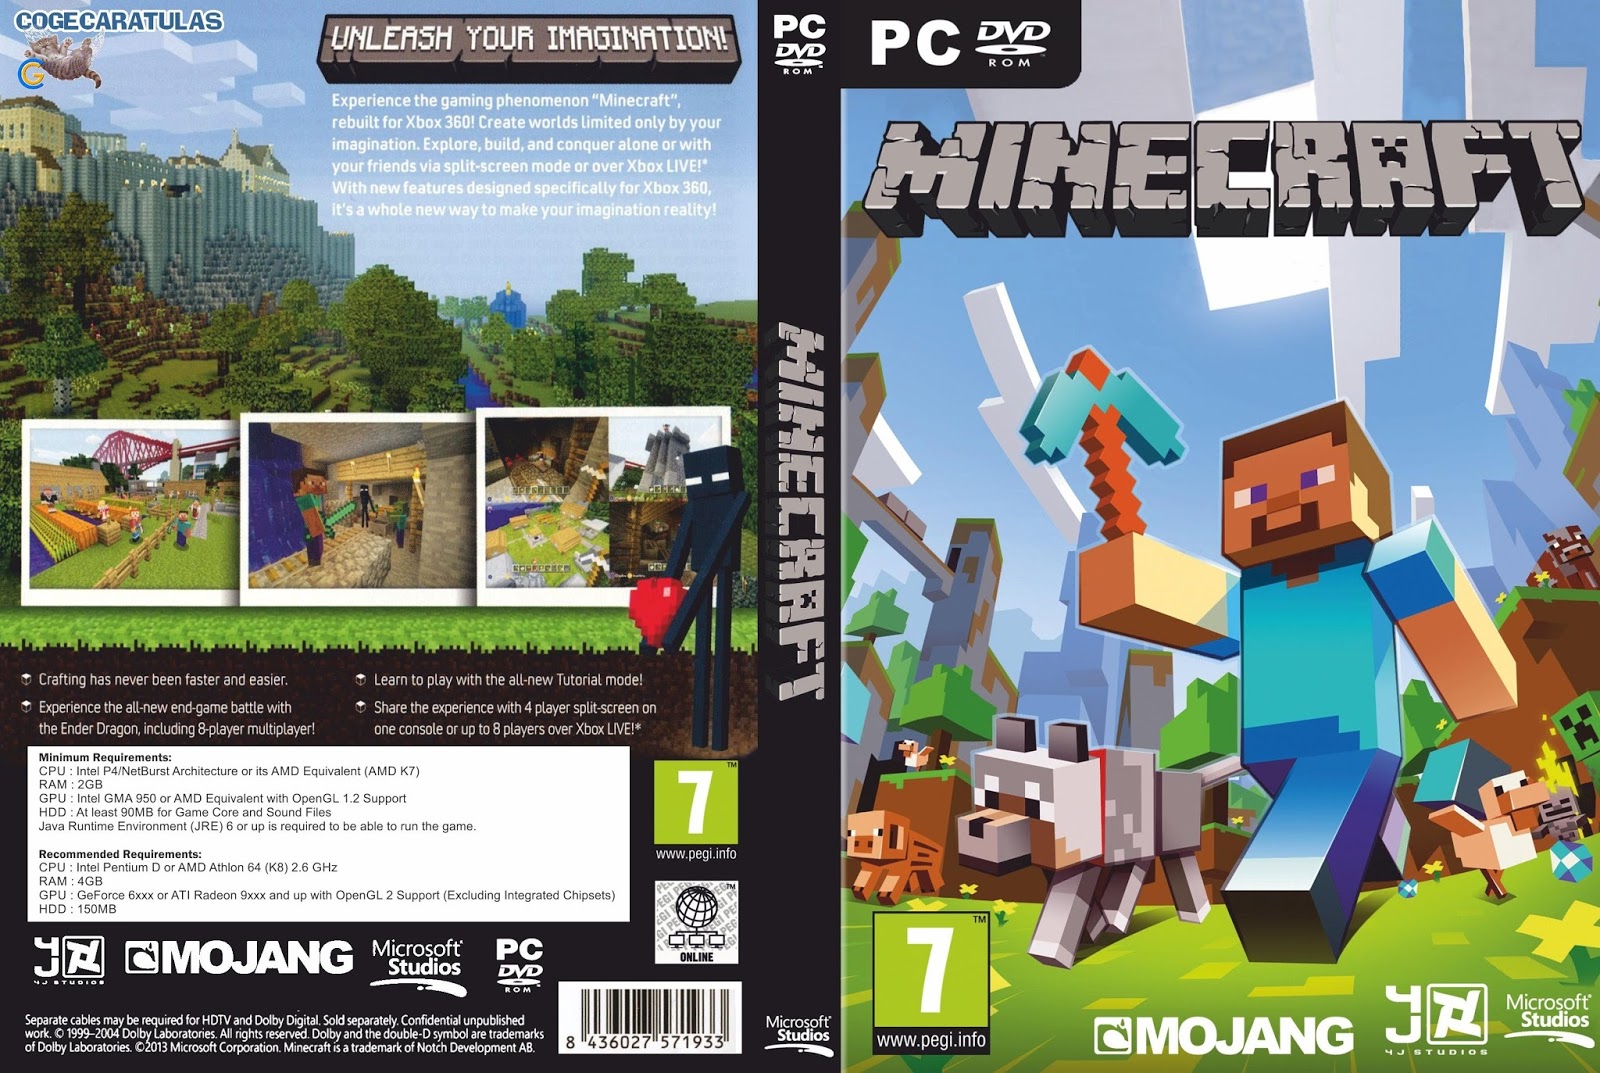 COGECARATULAS
UNLEASH YOUR IMAGINATION!
Experience the gaming phenomenon "Minecraft",
rebuilt for Xbox 360! Create worlds limited only by your
imagination. Explore, build, and conquer alone or with
your friends via split-screen mode or over Xbox LIVE!*
With new features designed specifically for Xbox 360,
it's a whole new way to make your imagination reality!
Crafting has never been faster and easier.
Experience the all-new end-game battle with
the Ender Dragon, including 8-player multiplayer!
Learn to play with the all-new Tutorial mode!
Share the experience with 4 player split-screen on
one console or up to 8 players over Xbox LIVE!*
Minimum Requirements:
CPU : Intel P4/NetBurst Architecture or its AMD Equivalent (AMD K7)
RAM : 2GB
GPU : Intel GMA 950 or AMD Equivalent with OpenGL 1.2 Support
HDD : At least 90MB for Game Core and Sound Files
Java Runtime Environment (JRE) 6 or up is required to be able to run the game.
Recommended Requirements:
CPU : Intel Pentium D or AMD Athlon 64 (K8) 2.6 GHz
RAM : 4GB
GPU : GeForce 6xxx or ATI Radeon 9xxx and up with OpenGL 2 Support (Excluding Integrated Chipsets)
HDD : 150MB
7 ™
www.pegi.info
PEGI
ONLINE
4J STUDIOS
MOJANG
Microsoft®
Studios
PC
DVD
ROM
Separate cables may be required for HDTV and Dolby Digital. Sold separately. Confidential unpublished
work. © 1999–2004 Dolby Laboratories. All rights reserved. Dolby and the double-D symbol are trademarks
of Dolby Laboratories. ©2013 Microsoft Corporation. Minecraft is a trademark of Notch Development AB.
8 436027 571933
PC
DVD
ROM
MINECRAFT
Microsoft®
Studios
PC DVD
ROM
MINECRAFT
7 ™
www.pegi.info
MOJANG
4J STUDIOS
Microsoft®
Studios